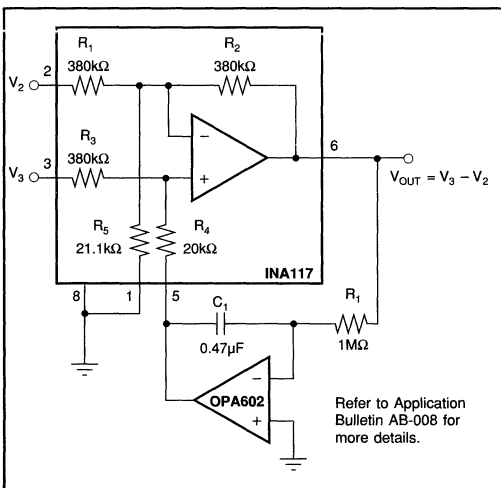 R1
380kΩ
R2
380kΩ
V2
2
R3
380kΩ
V3
3
−
+
6
VOUT = V3 − V2
R5
21.1kΩ
R4
20kΩ
INA117
8
1
5
C1
0.47µF
R1
1MΩ
−
OPA602
+
Refer to Application
Bulletin AB-008 for
more details.